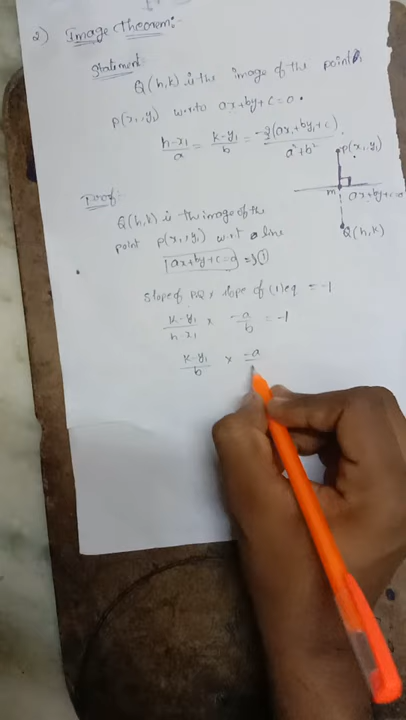 2) Image theorem:-
Statement:
Q(h,k) is the image of the point
P(x₁,y₁) w.r.to ax+by+c=0.
h-x₁/a = k-y₁/b = -2(ax₁+by₁+c)/a²+b²
P(x₁,y₁)
m
ax+by+c=0
Q(h,k)
Proof:
Q(h,k) is the image of the
point P(x₁,y₁) w.r.t line
ax+by+c=0 ⇒ ①
slope of PQ x slope of (1)eq = -1
k-y₁/h-x₁ x -a/b = -1
k-y₁/b x -a/